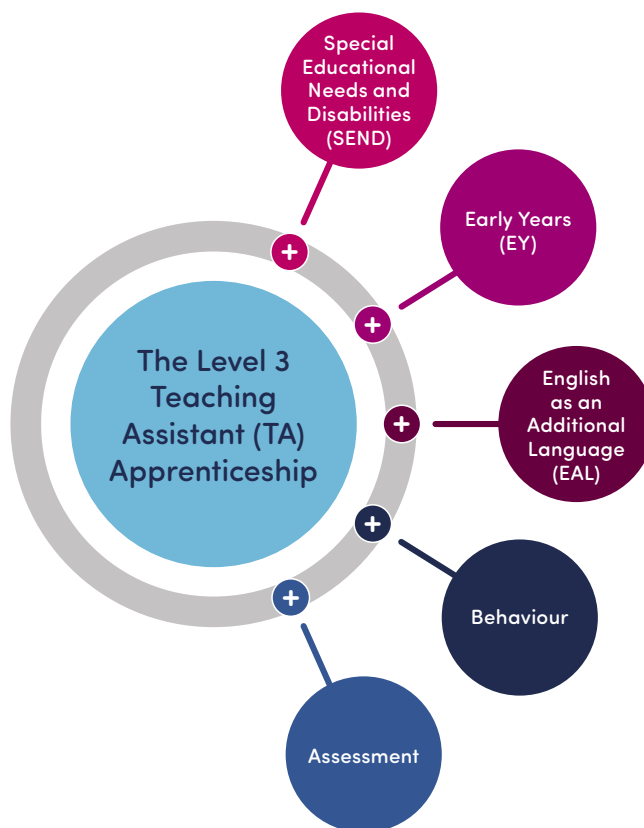 Special
Educational
Needs and
Disabilities
(SEND)
Early Years
(EY)
The Level 3
Teaching
Assistant (TA)
Apprenticeship
English
as an
Additional
Language
(EAL)
Behaviour
Assessment